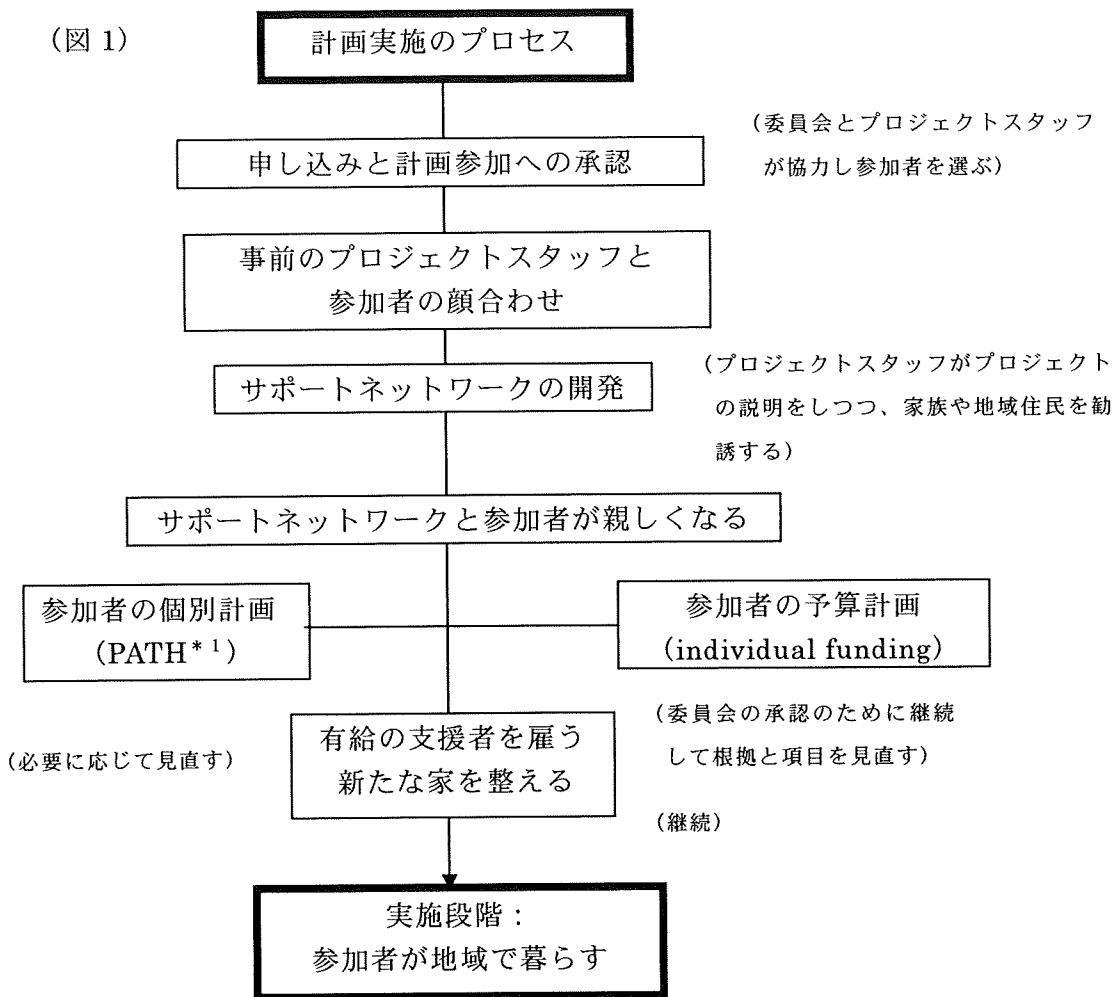 (図 1)
計画実施のプロセス
(委員会とプロジェクトスタッフ
が協力し参加者を選ぶ)
申し込みと計画参加への承認
事前のプロジェクトスタッフと
参加者の顔合わせ
サポートネットワークの開発
(プロジェクトスタッフがプロジェクト
の説明をしつつ、家族や地域住民を勧
誘する)
サポートネットワークと参加者が親しくなる
参加者の個別計画
(PATH*1)
参加者の予算計画
(individual funding)
(必要に応じて見直す)
有給の支援者を雇う
新たな家を整える
(委員会の承認のために継続
して根拠と項目を見直す)
(継続)
実施段階:
参加者が地域で暮らす